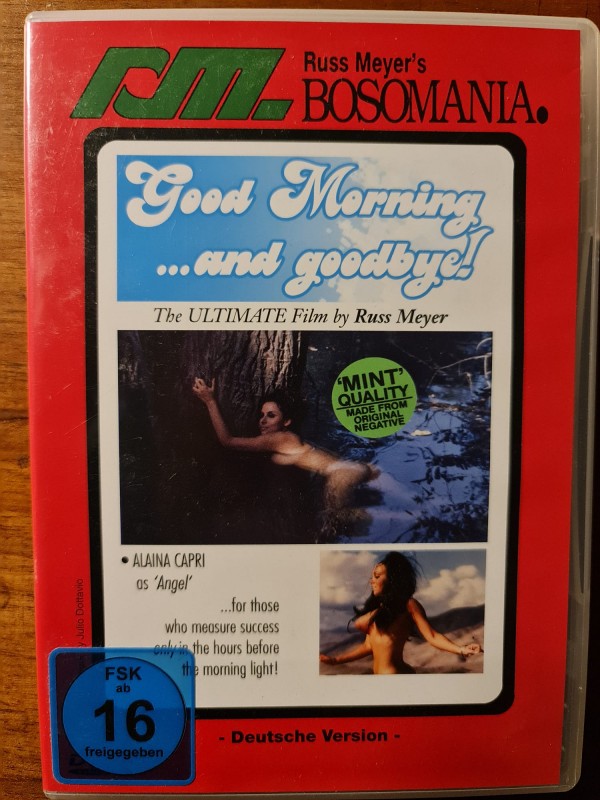 rm.
Russ Meyer's
BOSOMANIA.
Good Morning
...and goodbye!
The ULTIMATE Film by Russ Meyer
'MINT'
QUALITY
MADE FROM
ORIGINAL
NEGATIVE
• ALAINA CAPRI
as 'Angel'
...for those
who measure success
only in the hours before
the morning light!
Julio Dottavio
FSK
ab
16
freigegeben
- Deutsche Version -